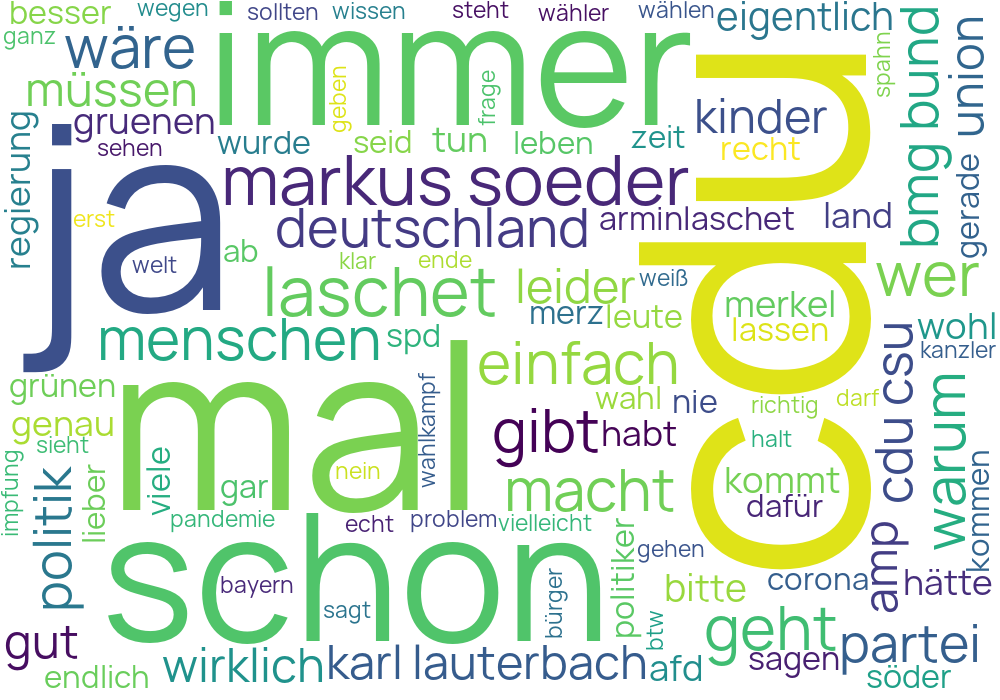 besser
wegen
sollten
wissen
steht
wähler
wählen
eigentlich
ganz
wäre
immer
spahn
bmg bund
union
müssen
geben
frage
cdu
kinder
gruenen
wurde
seid
tun
leben
zeit
recht
regierung
sehen
ja
markus soeder
gerade
erst
deutschland
arminlaschet
land
ab
welt
klar
ende
laschet
leider
weiß
wer
merz
leute
merkel
lassen
menschen
spd
wohl
kanzler
einfach
mal
grünen
wahlkampf
wahl
nie
richtig
darf
cdu csu
warum
genau
gibt
habt
halt
sieht
impfung
politik
lieber
viele
nein
gar
macht
kommt
dafür
kommen
pandemie
echt
problem
vielleicht
schon
politiker
gehen
amp
bayern
sagt
bürger
btw
bitte
corona
hätte
gut
geht
partei
endlich
wirklich
karl lauterbach
afd
sagen
söder